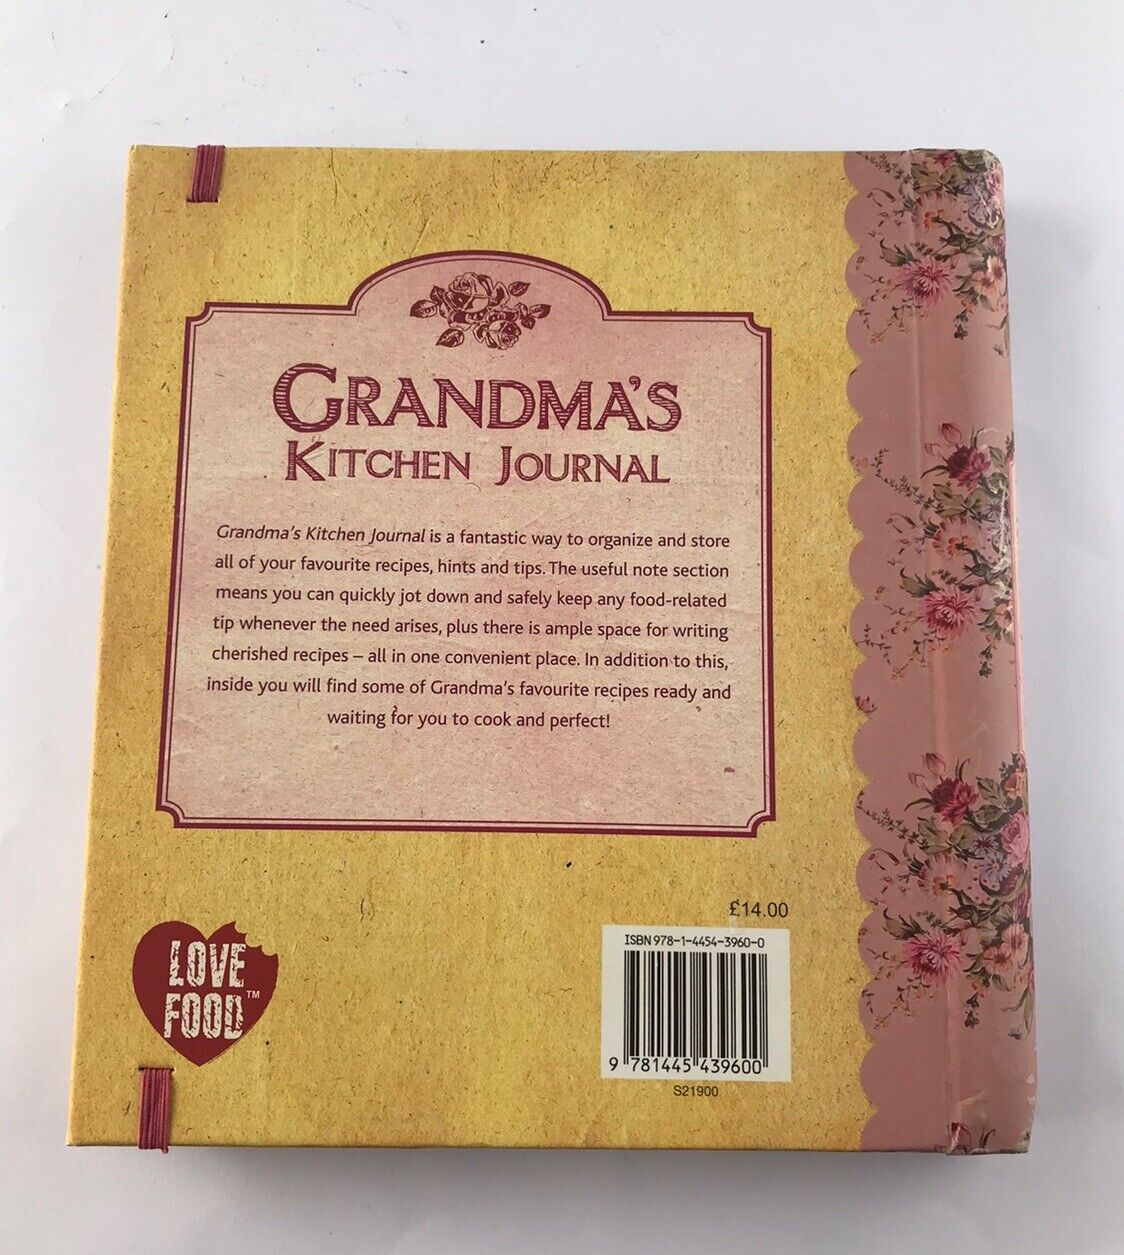 GRANDMA'S
KITCHEN JOURNAL
Grandma's Kitchen Journal is a fantastic way to organize and store
all of your favourite recipes, hints and tips. The useful note section
means you can quickly jot down and safely keep any food-related
tip whenever the need arises, plus there is ample space for writing
cherished recipes – all in one convenient place. In addition to this,
inside you will find some of Grandma's favourite recipes ready and
waiting for you to cook and perfect!
£14.00
ISBN 978-1-4454-3960-0
9 781445 439600
S21900
LOVE
FOOD™